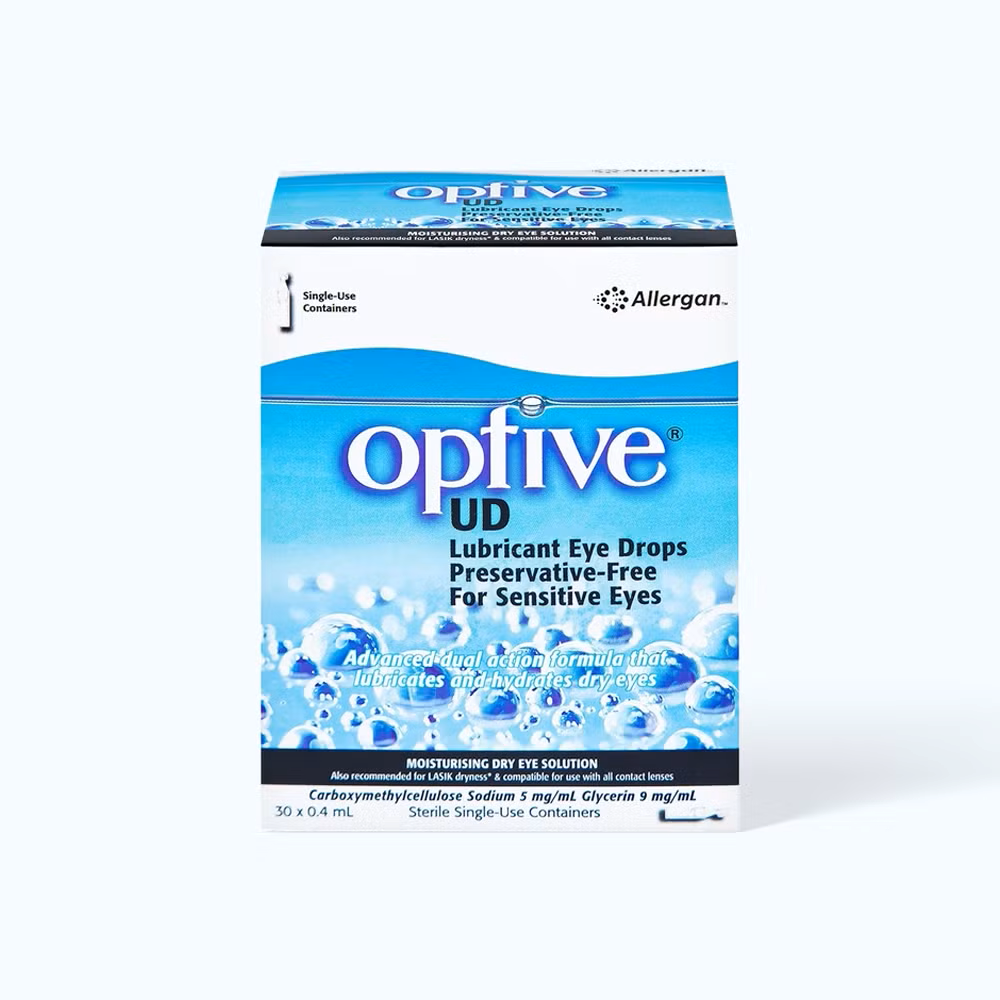 Allergan
optive
UD
Lubricant Eye Drops
Preservative-Free
For Sensitive Eyes
MOISTURISING DRY EYE SOLUTION
Also recommended for LASIK dryness* & compatible for use with all contact lenses
Single-Use
Containers
Allergan™
optive®
UD
Lubricant Eye Drops
Preservative-Free
For Sensitive Eyes
Advanced dual action formula that
lubricates and hydrates dry eyes
MOISTURISING DRY EYE SOLUTION
Also recommended for LASIK dryness* & compatible for use with all contact lenses
Carboxymethylcellulose Sodium 5 mg/mL Glycerin 9 mg/mL
30 x 0.4 mL Sterile Single-Use Containers